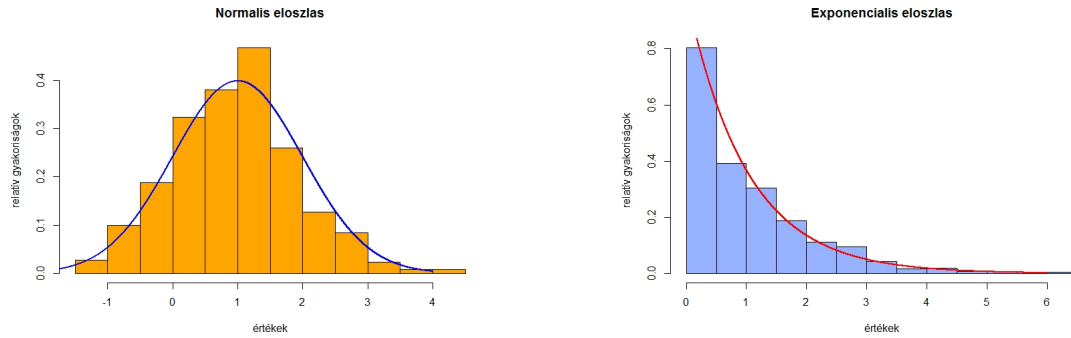 Normalis eloszlas
relatív gyakoriságok
0.0 0.1 0.2 0.3 0.4
-1 0 1 2 3 4
értékek
Exponencialis eloszlas
relatív gyakoriságok
0.0 0.2 0.4 0.6 0.8
0 1 2 3 4 5 6
értékek